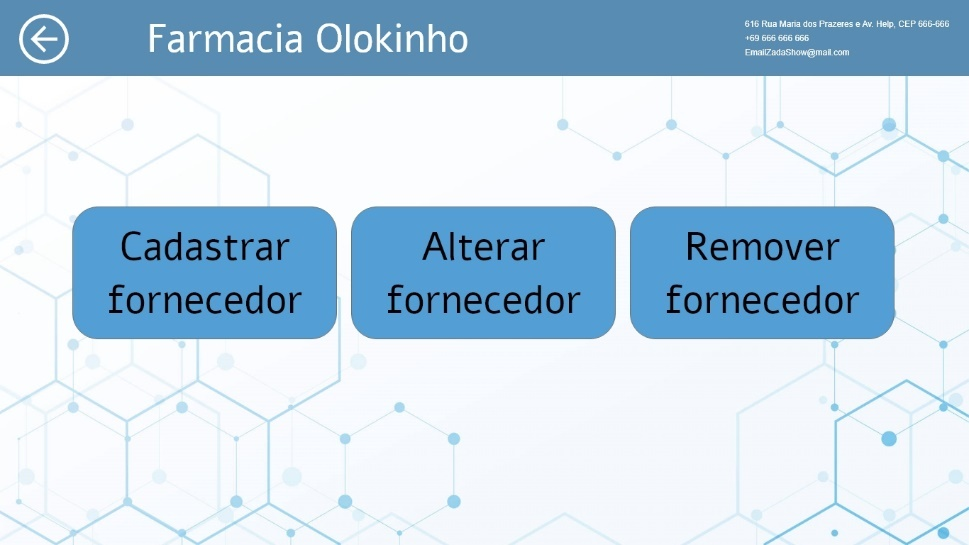 Farmacia Olokinho
616 Rua Maria dos Prazeres e Av. Help, CEP 666-666
+69 666 666 666
EmailZadaShow@mail.com
Cadastrar
fornecedor
Alterar
fornecedor
Remover
fornecedor